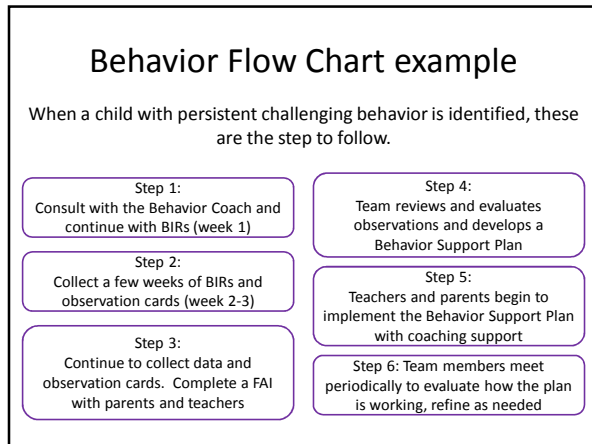 Behavior Flow Chart example
When a child with persistent challenging behavior is identified, these
are the step to follow.
Step 1:
Consult with the Behavior Coach and
continue with BIRs (week 1)
Step 2:
Collect a few weeks of BIRs and
observation cards (week 2-3)
Step 3:
Continue to collect data and
observation cards.  Complete a FAI
with parents and teachers
Step 4:
Team reviews and evaluates
observations and develops a
Behavior Support Plan
Step 5:
Teachers and parents begin to
implement the Behavior Support Plan
with coaching support
Step 6: Team members meet
periodically to evaluate how the plan
is working, refine as needed